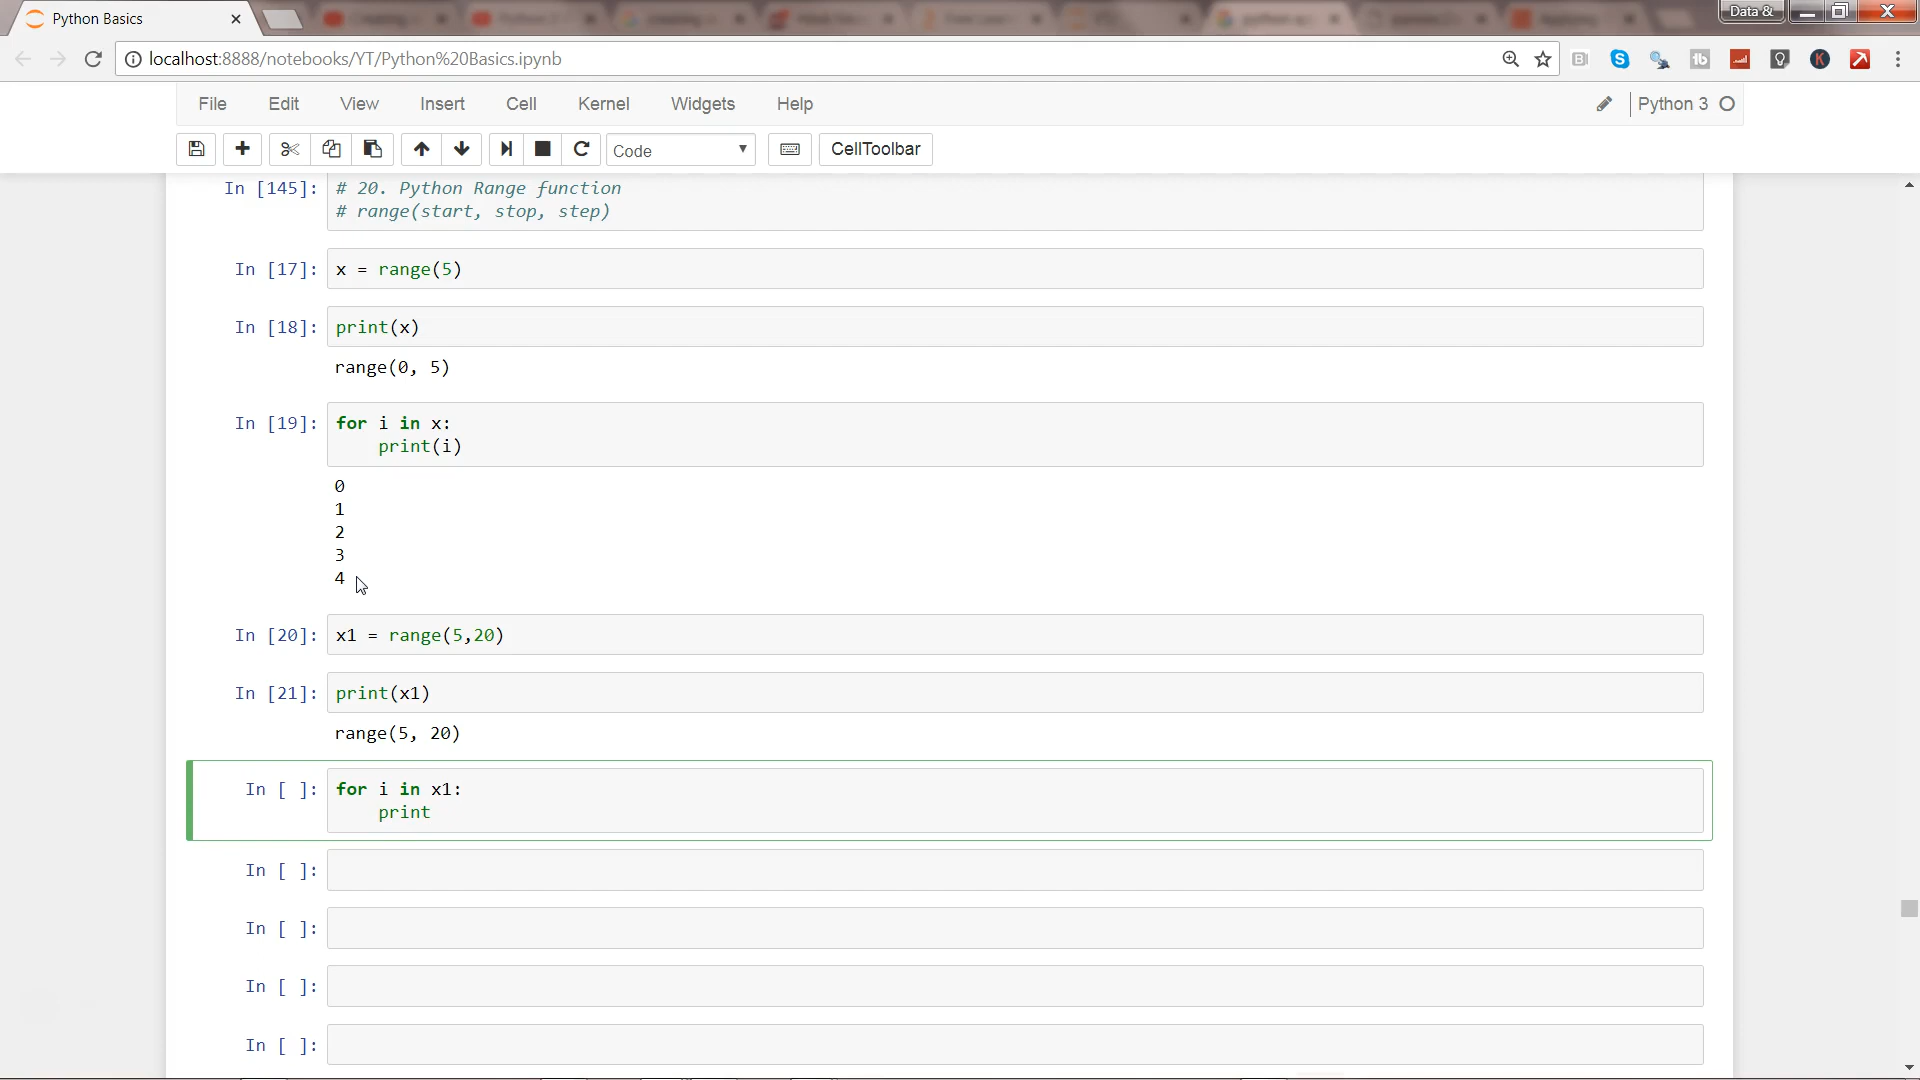 Python Basics
Data &
localhost:8888/notebooks/YT/Python%20Basics.ipynb
File Edit View Insert Cell Kernel Widgets Help
Python 3
Code
CellToolbar
In [145]: # 20. Python Range function
# range(start, stop, step)
In [17]: x = range(5)
In [18]: print(x)
range(0, 5)
In [19]: for i in x:
print(i)
0
1
2
3
4
In [20]: x1 = range(5,20)
In [21]: print(x1)
range(5, 20)
In [ ]: for i in x1:
print
In [ ]:
In [ ]:
In [ ]:
In [ ]: